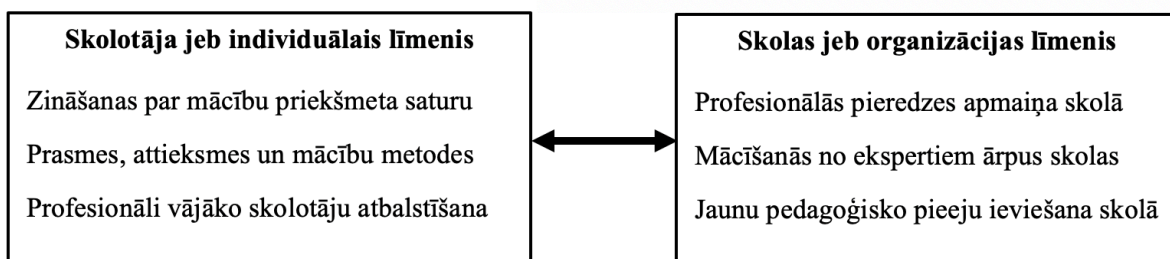 Skolotāja jeb individuālais līmenis
Zināšanas par mācību priekšmeta saturu
Prasmes, attieksmes un mācību metodes
Profesionāli vājāko skolotāju atbalstīšana
Skolas jeb organizācijas līmenis
Profesionālās pieredzes apmaiņa skolā
Mācīšanās no ekspertiem ārpus skolas
Jaunu pedagoģisko pieeju ieviešana skolā